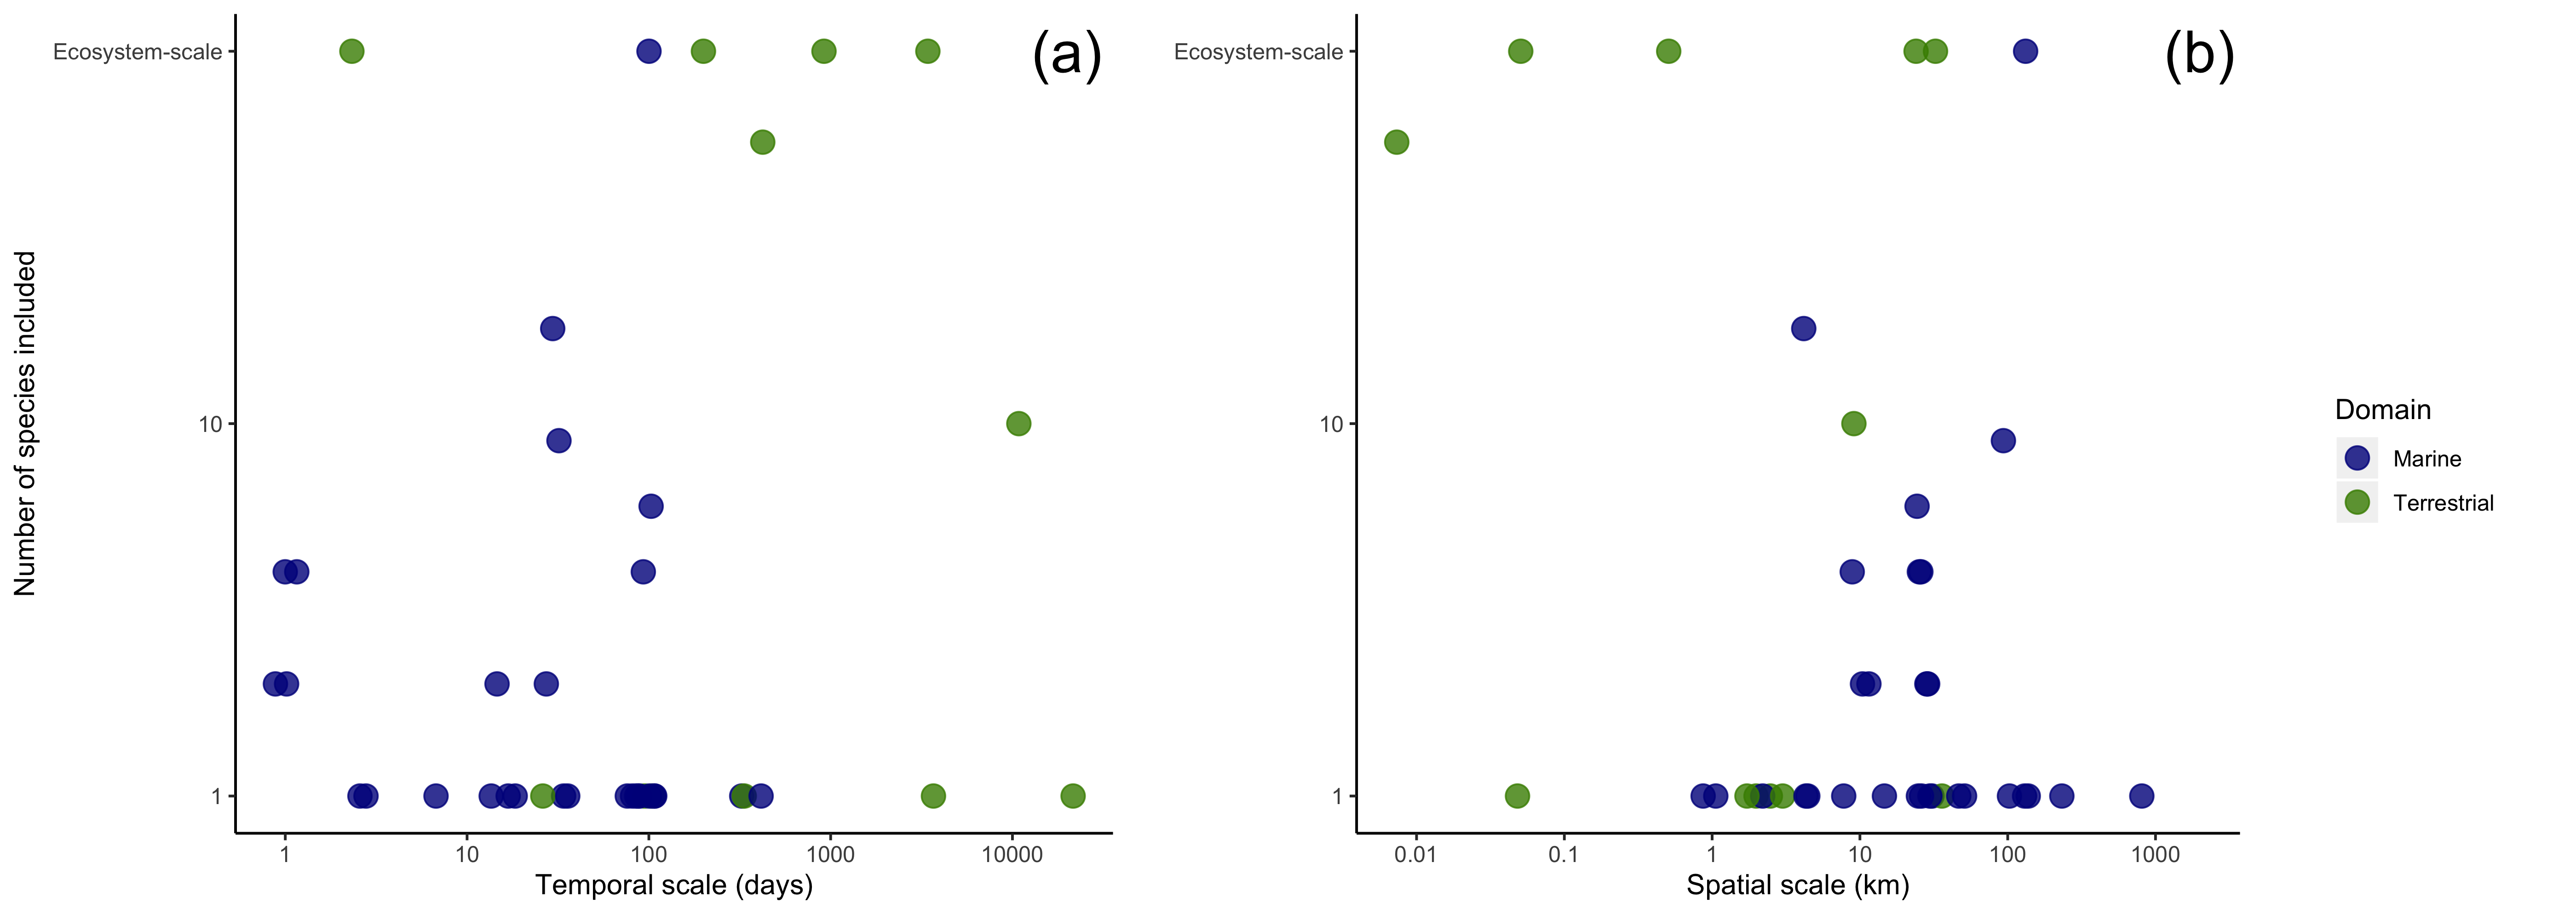 Ecosystem-scale
10
1
Number of species included
1 10 100 1000 10000
Temporal scale (days)
(a)
Ecosystem-scale
10
1
0.01 0.1 1 10 100 1000
Spatial scale (km)
(b)
Domain
Marine
Terrestrial